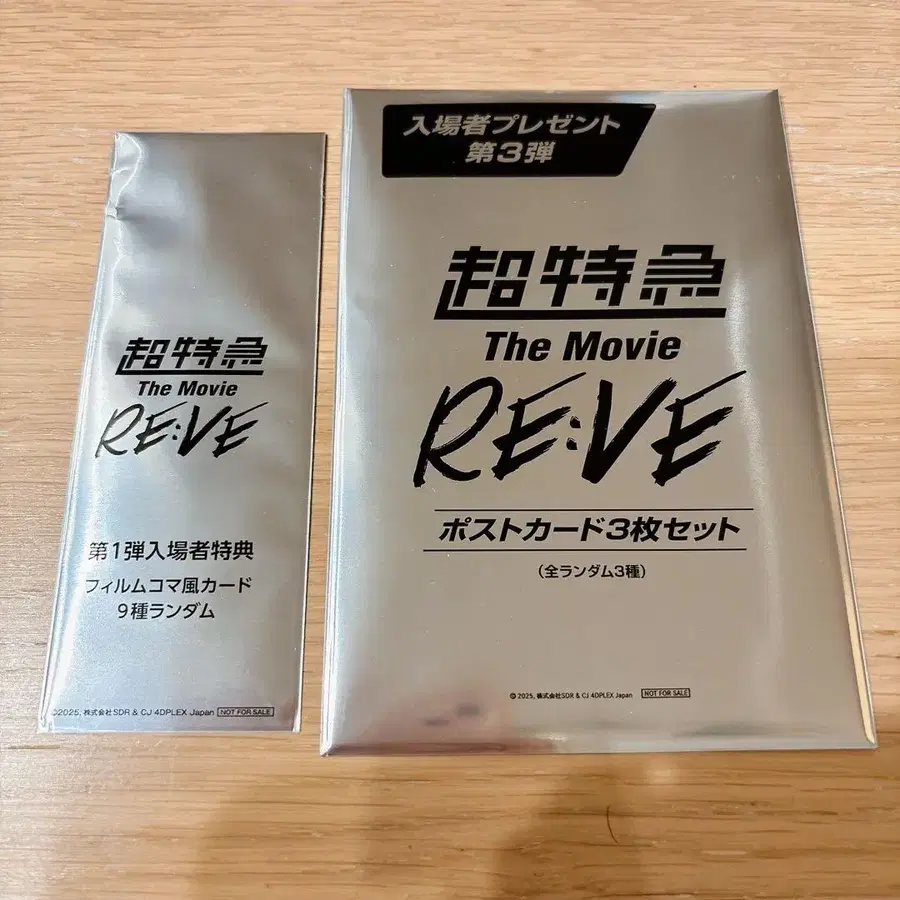 超特急
The Movie
RE:VE
第1弾入場者特典
フィルムコマ風カード
9種ランダム
©2025, 株式会社SDR & CJ 4DPLEX Japan NOT FOR SALE
入場者プレゼント
第3弾
超特急
The Movie
RE:VE
ポストカード3枚セット
（全ランダム3種）
© 2025, 株式会社SDR & CJ 4DPLEX Japan NOT FOR SALE